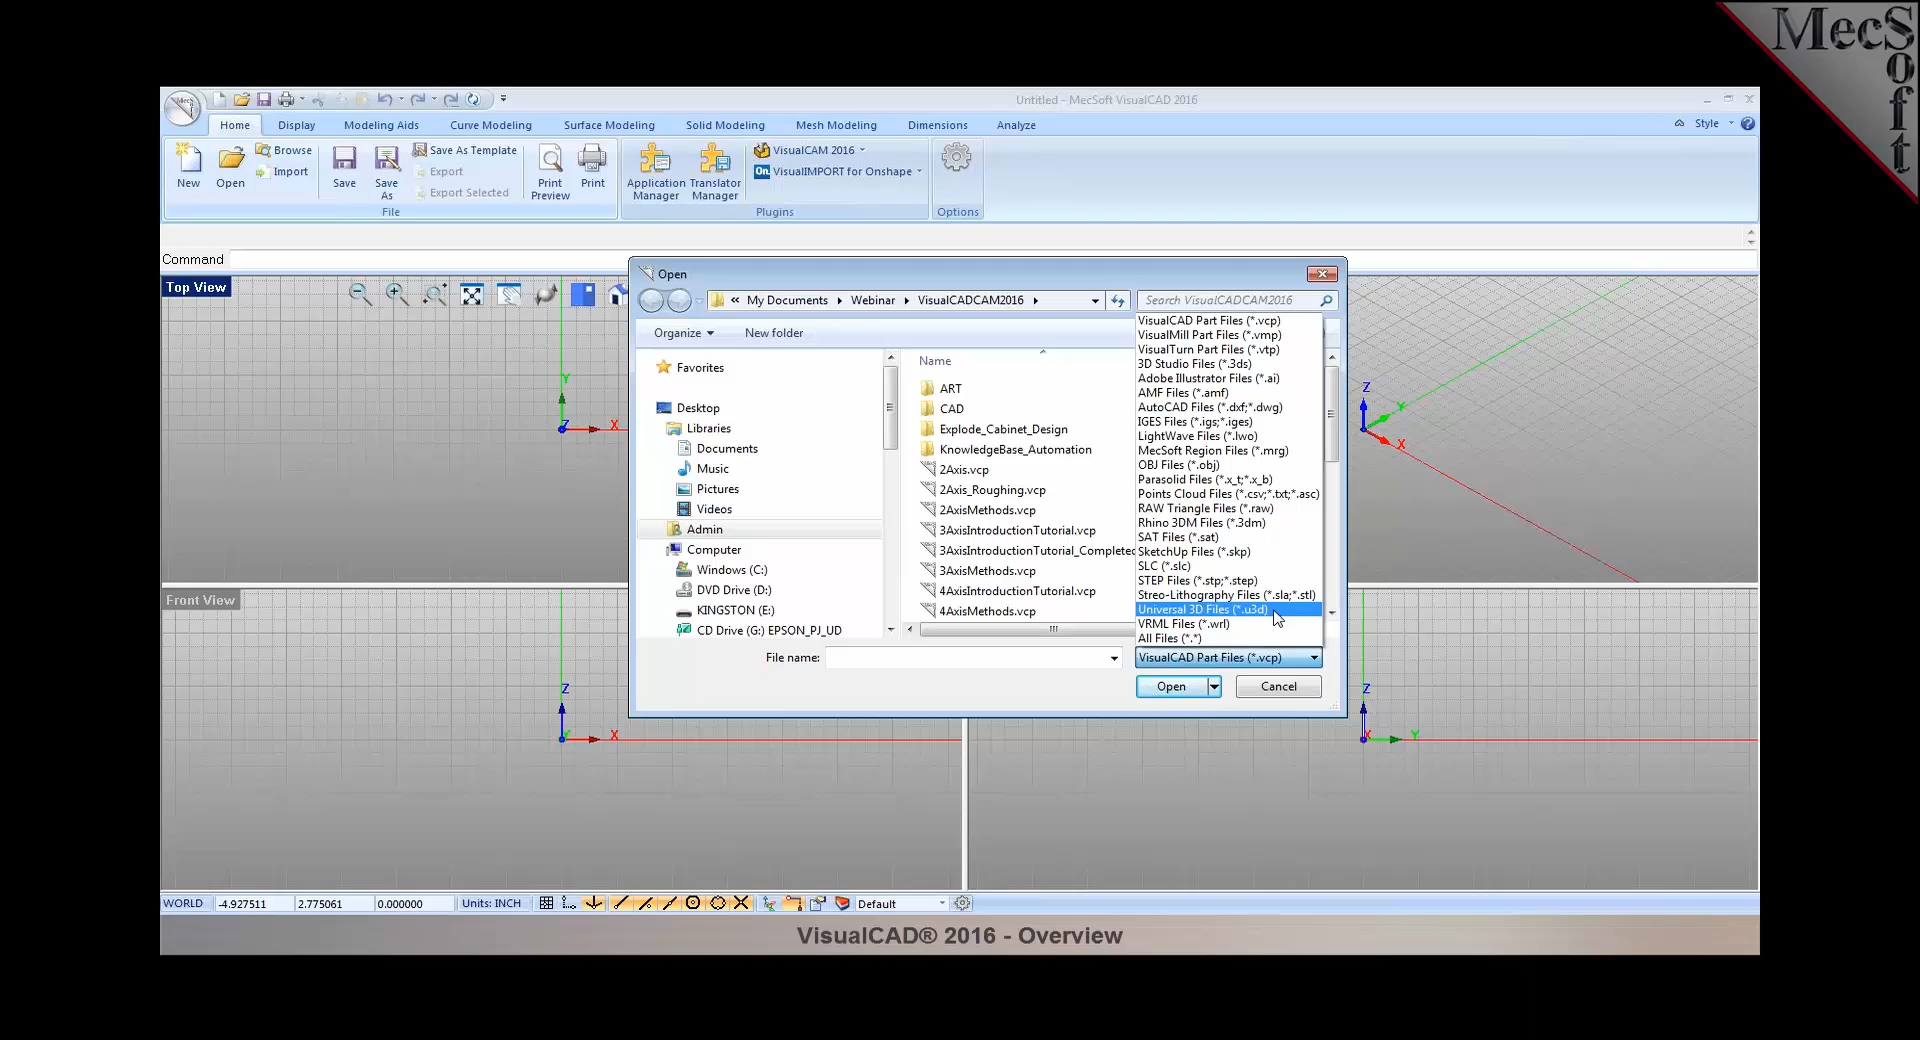 MecSoft
MecS
Untitled - MecSoft VisualCAD 2016
Home
Display
Modeling Aids
Curve Modeling
Surface Modeling
Solid Modeling
Mesh Modeling
Dimensions
Analyze
Style
New
Open
Browse
Import
Save
Save As
Save As Template
Export
Export Selected
Print Preview
Print
File
Application Manager
Translator Manager
VisualCAM 2016
On VisualIMPORT for Onshape
Plugins
Options
Command
Top View
Open
« My Documents
Webinar
VisualCADCAM2016
Search VisualCADCAM2016
Organize
New folder
Favorites
Desktop
Libraries
Documents
Music
Pictures
Videos
Admin
Computer
Windows (C:)
DVD Drive (D:)
KINGSTON (E:)
CD Drive (G:) EPSON_PJ_UD
Name
ART
CAD
Explode_Cabinet_Design
KnowledgeBase_Automation
2Axis.vcp
2Axis_Roughing.vcp
2AxisMethods.vcp
3AxisIntroductionTutorial.vcp
3AxisIntroductionTutorial_Completed
3AxisMethods.vcp
4AxisIntroductionTutorial.vcp
4AxisMethods.vcp
VisualCAD Part Files (*.vcp)
VisualMill Part Files (*.vmp)
VisualTurn Part Files (*.vtp)
3D Studio Files (*.3ds)
Adobe Illustrator Files (*.ai)
AMF Files (*.amf)
AutoCAD Files (*.dxf;*.dwg)
IGES Files (*.igs;*.iges)
LightWave Files (*.lwo)
MecSoft Region Files (*.mrg)
OBJ Files (*.obj)
Parasolid Files (*.x_t;*.x_b)
Points Cloud Files (*.csv;*.txt;*.asc)
RAW Triangle Files (*.raw)
Rhino 3DM Files (*.3dm)
SAT Files (*.sat)
SketchUp Files (*.skp)
SLC (*.slc)
STEP Files (*.stp;*.step)
Streo-Lithography Files (*.sla;*.stl)
Universal 3D Files (*.u3d)
VRML Files (*.wrl)
All Files (*.*)
File name:
VisualCAD Part Files (*.vcp)
Open
Cancel
Y
Z
X
Z
Y
X
Front View
Z
Y
X
Z
X
Y
WORLD
-4.927511
2.775061
0.000000
Units: INCH
Default
VisualCAD® 2016 - Overview